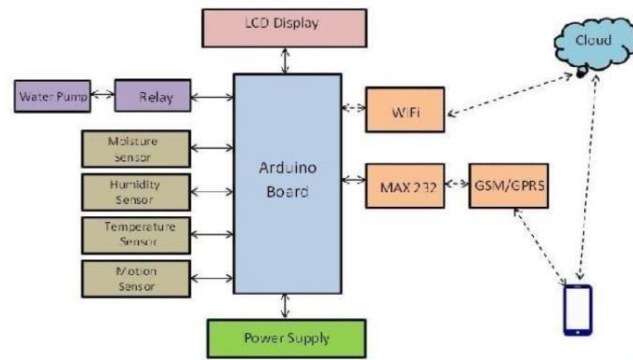 LCD Display
Cloud
Water Pump
Relay
WiFi
Moisture
Sensor
Arduino
Board
Humidity
Sensor
MAX 232
GSM/GPRS
Temperature
Sensor
Motion
Sensor
Power Supply